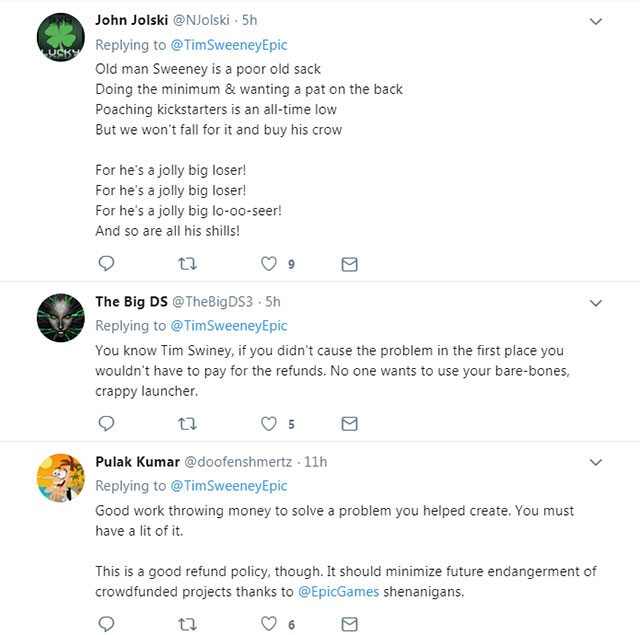 John Jolski @NJolski · 5h
Replying to @TimSweeneyEpic
Old man Sweeney is a poor old sack
Doing the minimum & wanting a pat on the back
Poaching kickstarters is an all-time low
But we won't fall for it and buy his crow
For he's a jolly big loser!
For he's a jolly big loser!
For he's a jolly big lo-oo-seer!
And so are all his shills!
9
The Big DS @TheBigDS3 · 5h
Replying to @TimSweeneyEpic
You know Tim Swiney, if you didn't cause the problem in the first place you
wouldn't have to pay for the refunds. No one wants to use your bare-bones,
crappy launcher.
5
Pulak Kumar @doofenshmertz · 11h
Replying to @TimSweeneyEpic
Good work throwing money to solve a problem you helped create. You must
have a lit of it.
This is a good refund policy, though. It should minimize future endangerment of
crowdfunded projects thanks to @EpicGames shenanigans.
6